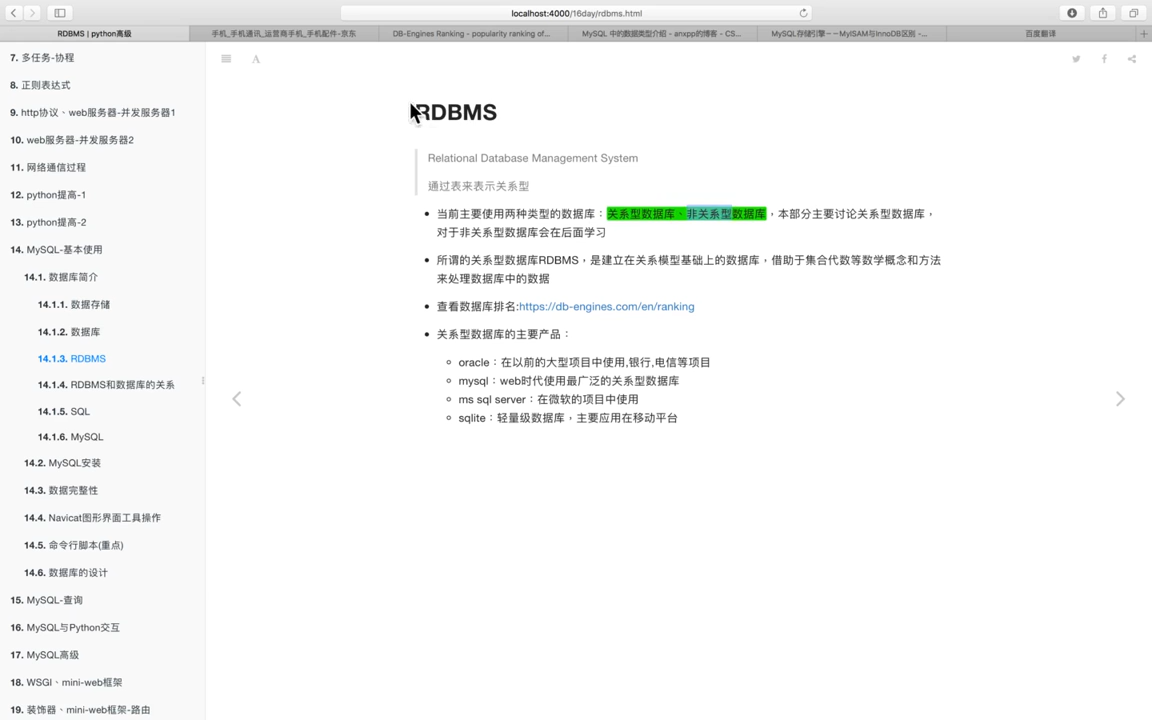 localhost:4000/16day/rdbms.html
RDBMS | python高级
手机_手机通讯_运营商手机_手机配件-京东
DB-Engines Ranking - popularity ranking of...
MySQL 中的数据类型介绍 - anxpp的博客 - CS...
MySQL存储引擎－－MyISAM与InnoDB区别 -...
百度翻译
7. 多任务-协程
8. 正则表达式
9. http协议、web服务器-并发服务器1
10. web服务器-并发服务器2
11. 网络通信过程
12. python提高-1
13. python提高-2
14. MySQL-基本使用
14.1. 数据库简介
14.1.1. 数据存储
14.1.2. 数据库
14.1.3. RDBMS
14.1.4. RDBMS和数据库的关系
14.1.5. SQL
14.1.6. MySQL
14.2. MySQL安装
14.3. 数据完整性
14.4. Navicat图形界面工具操作
14.5. 命令行脚本(重点)
14.6. 数据库的设计
15. MySQL-查询
16. MySQL与Python交互
17. MySQL高级
18. WSGI、mini-web框架
19. 装饰器、mini-web框架-路由
A
RDBMS
Relational Database Management System
通过表来表示关系型
当前主要使用两种类型的数据库：关系型数据库、非关系型数据库，本部分主要讨论关系型数据库，
对于非关系型数据库会在后面学习
所谓的关系型数据库RDBMS，是建立在关系模型基础上的数据库，借助于集合代数等数学概念和方法
来处理数据库中的数据
查看数据库排名:https://db-engines.com/en/ranking
关系型数据库的主要产品：
oracle：在以前的大型项目中使用,银行,电信等项目
mysql：web时代使用最广泛的关系型数据库
ms sql server：在微软的项目中使用
sqlite：轻量级数据库，主要应用在移动平台